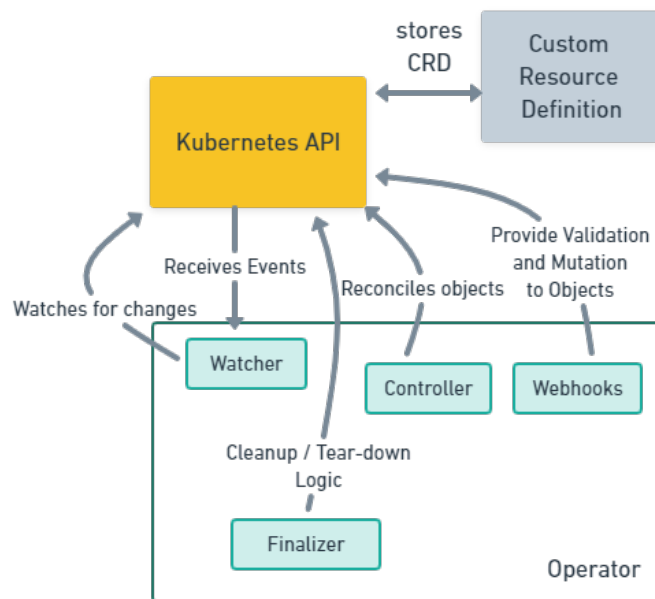 stores
CRD
Custom
Resource
Definition
Kubernetes API
Receives Events
Watches for changes
Reconciles objects
Provide Validation
and Mutation
to Objects
Watcher
Controller
Webhooks
Cleanup / Tear-down
Logic
Finalizer
Operator